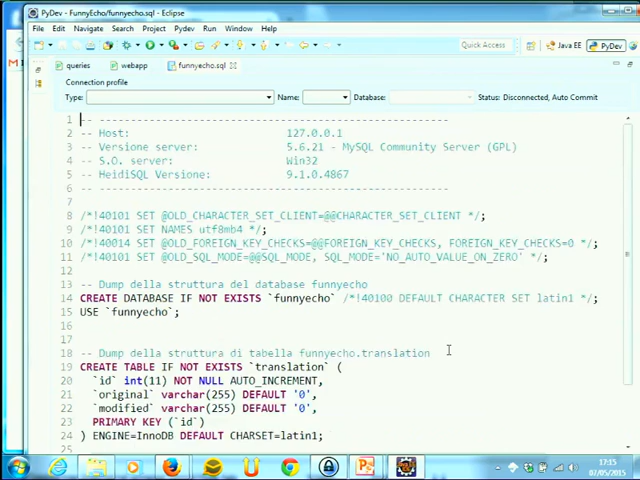 PyDev - FunnyEcho/funnyecho.sql - Eclipse
File Edit Navigate Search Project Pydev Run Window Help
Quick Access
Java EE
PyDev
queries
webapp
funnyecho.sql
Connection profile
Type:
Name:
Database:
Status: Disconnected, Auto Commit
1 -- --------------------------------------------------------
2 -- Host: 127.0.0.1
3 -- Versione server: 5.6.21 - MySQL Community Server (GPL)
4 -- S.O. server: Win32
5 -- HeidiSQL Versione: 9.1.0.4867
6 -- --------------------------------------------------------
7
8 /*!40101 SET @OLD_CHARACTER_SET_CLIENT=@@CHARACTER_SET_CLIENT */;
9 /*!40101 SET NAMES utf8mb4 */;
10 /*!40014 SET @OLD_FOREIGN_KEY_CHECKS=@@FOREIGN_KEY_CHECKS, FOREIGN_KEY_CHECKS=0 */;
11 /*!40101 SET @OLD_SQL_MODE=@@SQL_MODE, SQL_MODE='NO_AUTO_VALUE_ON_ZERO' */;
12
13 -- Dump della struttura del database funnyecho
14 CREATE DATABASE IF NOT EXISTS `funnyecho` /*!40100 DEFAULT CHARACTER SET latin1 */;
15 USE `funnyecho`;
16
17
18 -- Dump della struttura di tabella funnyecho.translation
19 CREATE TABLE IF NOT EXISTS `translation` (
20 `id` int(11) NOT NULL AUTO_INCREMENT,
21 `original` varchar(255) DEFAULT '0',
22 `modified` varchar(255) DEFAULT '0',
23 PRIMARY KEY (`id`)
24 ) ENGINE=InnoDB DEFAULT CHARSET=latin1;
25
17:15
07/05/2015